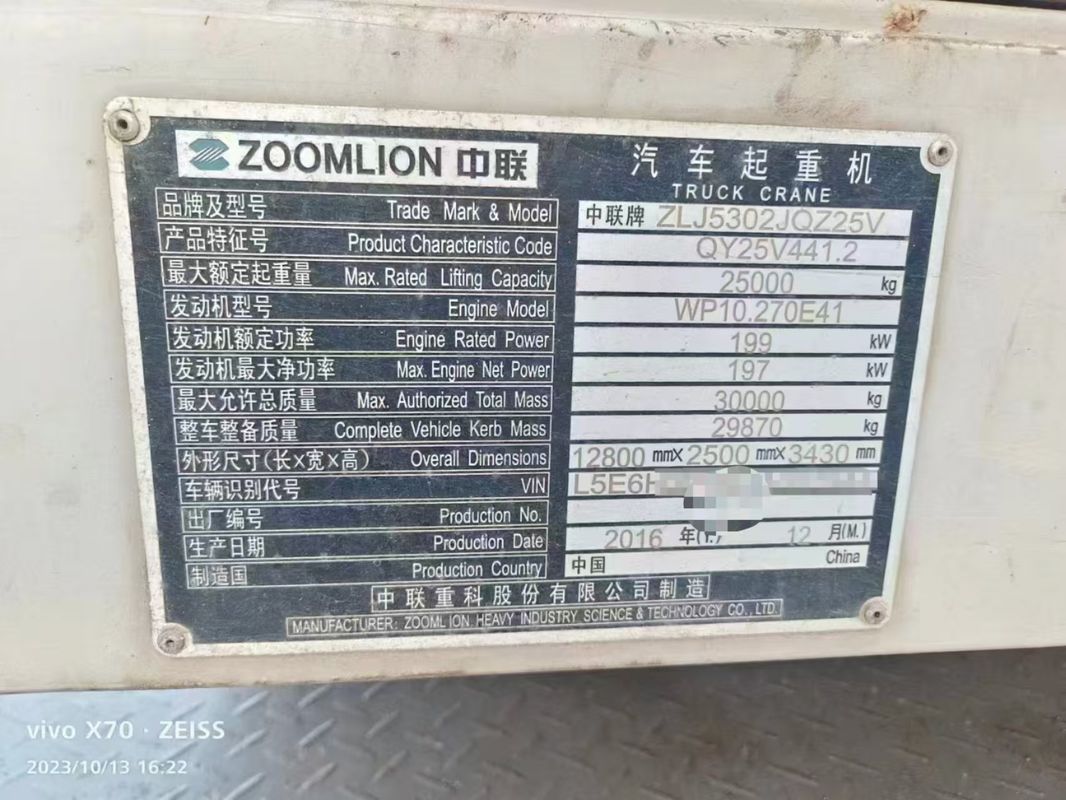 ZOOMLION 中联
汽车起重机
TRUCK CRANE
品牌及型号 Trade Mark & Model 中联牌 ZLJ5302JQZ25V
产品特征号 Product Characteristic Code QY25V441.2
最大额定起重量 Max. Rated Lifting Capacity 25000 kg
发动机型号 Engine Model WP10.270E41
发动机额定功率 Engine Rated Power 199 kW
发动机最大净功率 Max. Engine Net Power 197 kW
最大允许总质量 Max. Authorized Total Mass 30000 kg
整车整备质量 Complete Vehicle Kerb Mass 29870 kg
外形尺寸(长×宽×高) Overall Dimensions 12800 mm× 2500 mm× 3430 mm
车辆识别代号 VIN L5E6H
出厂编号 Production No.
生产日期 Production Date 2016 年(Y.) 12 月(M.)
制造国 Production Country 中国 China
中联重科股份有限公司制造
MANUFACTURER: ZOOMLION HEAVY INDUSTRY SCIENCE & TECHNOLOGY CO., LTD.
vivo X70 · ZEISS
2023/10/13 16:22